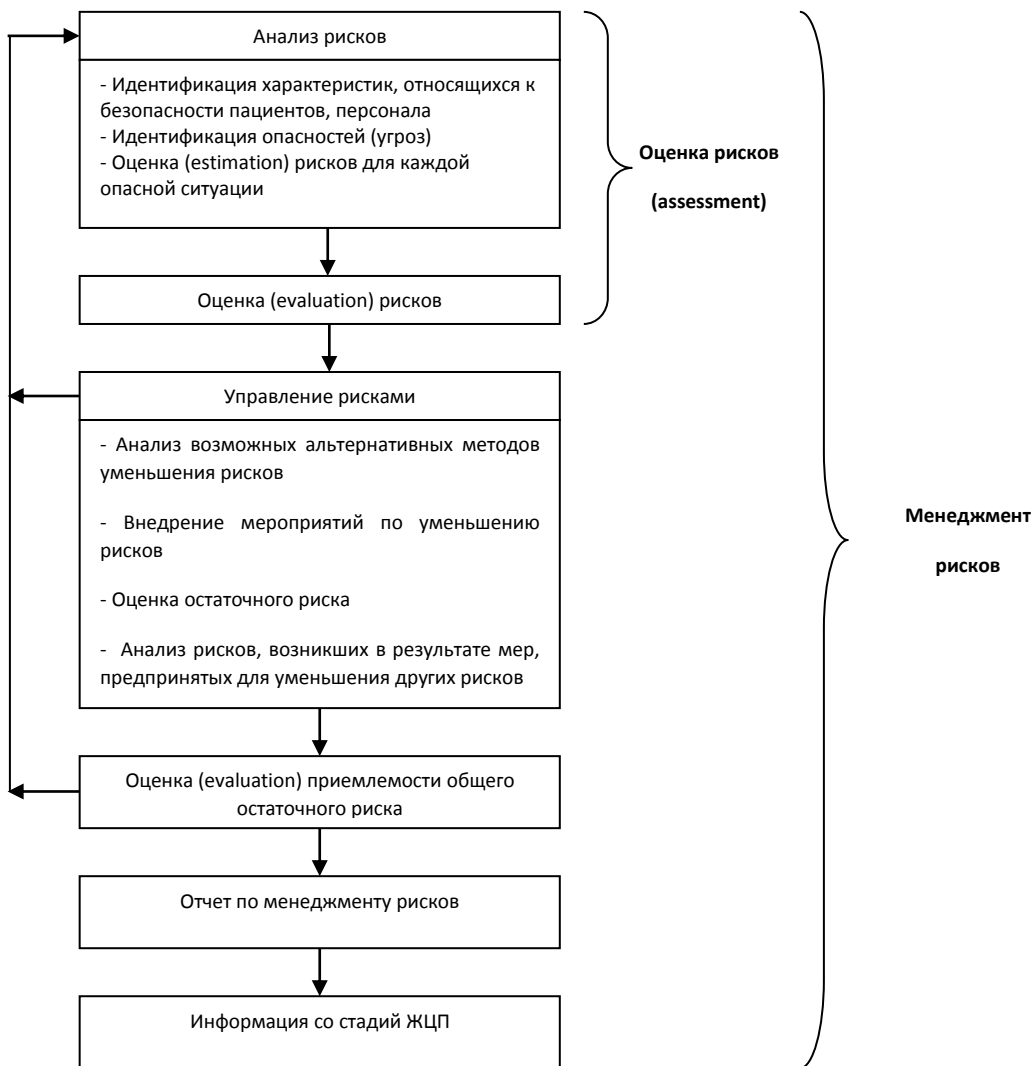 Анализ рисков
- Идентификация характеристик, относящихся к
безопасности пациентов, персонала
- Идентификация опасностей (угроз)
- Оценка (estimation) рисков для каждой
опасной ситуации
Оценка рисков
(assessment)
Оценка (evaluation) рисков
Управление рисками
- Анализ возможных альтернативных методов
уменьшения рисков
- Внедрение мероприятий по уменьшению
рисков
- Оценка остаточного риска
- Анализ рисков, возникших в результате мер,
предпринятых для уменьшения других рисков
Менеджмент
рисков
Оценка (evaluation) приемлемости общего
остаточного риска
Отчет по менеджменту рисков
Информация со стадий ЖЦП